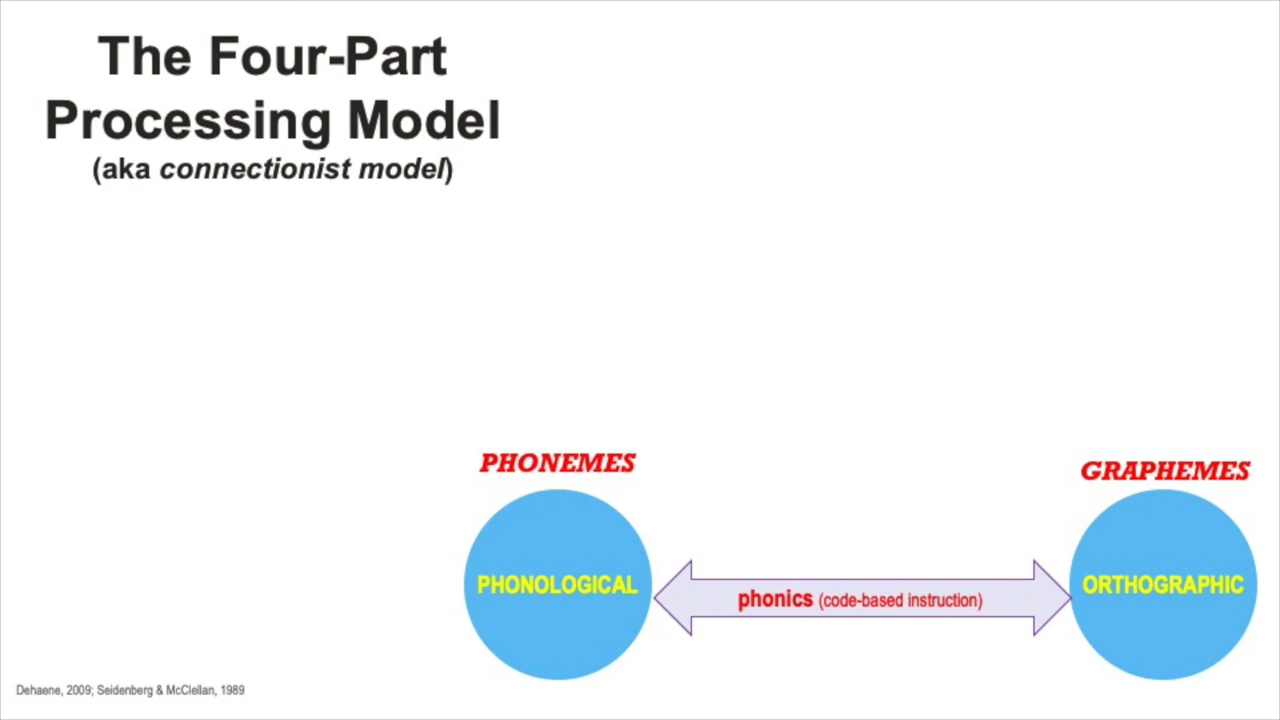 The Four-Part
Processing Model
(aka connectionist model)
PHONEMES
GRAPHEMES
PHONOLOGICAL
phonics (code-based instruction)
ORTHOGRAPHIC
Dehaene, 2009; Seidenberg & McClellan, 1989